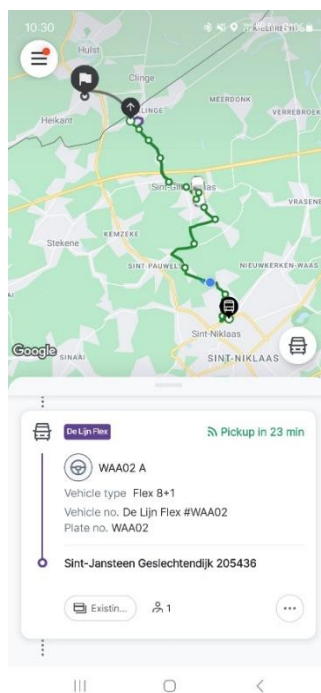 10:30
Hulst
Clinge
CLINGE
MEERDONK
VERREBROEK
Heikant
VRASENE
KEMZEKE
Stekene
SINT-PAUWELS
NIEUWKERKEN-WAAS
Sint-Niklaas
Google
SINAAI
SINT-NIKLAAS
De Lijn Flex
Pickup in 23 min
WAA02 A
Vehicle type Flex 8+1
Vehicle no. De Lijn Flex #WAA02
Plate no. WAA02
Sint-Jansteen Geslechtendijk 205436
Existin...
1